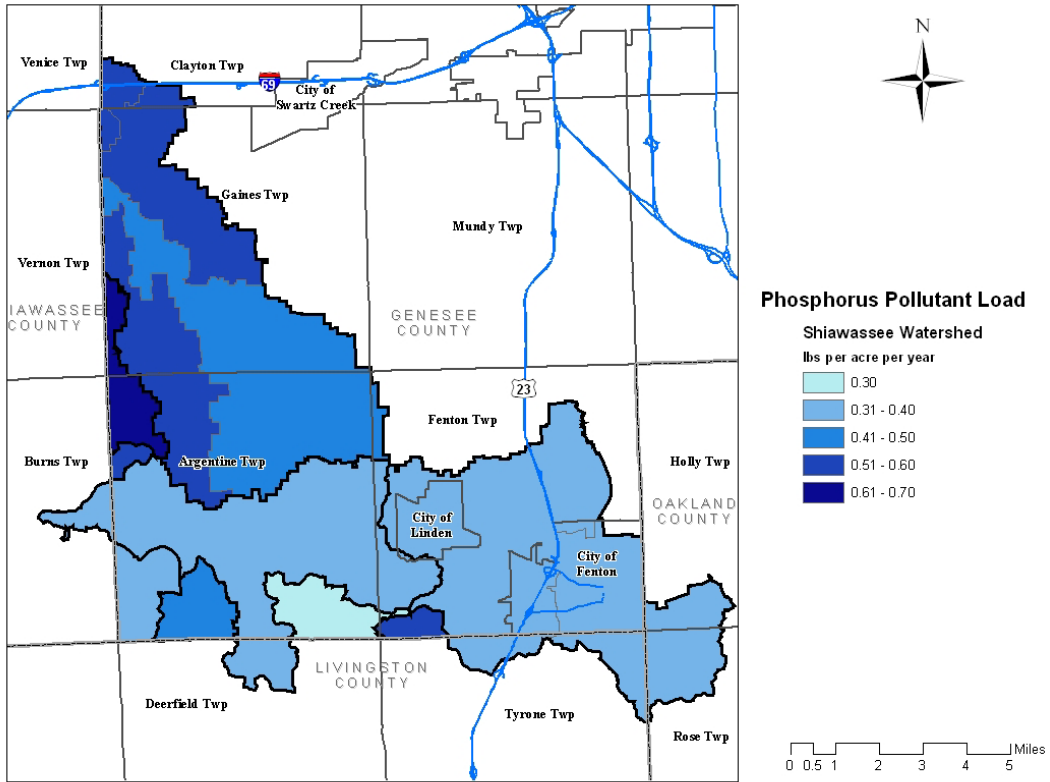 N
Venice Twp
Clayton Twp
69
City of
Swartz Creek
Gaines Twp
Mundy Twp
Vernon Twp
IAWASSEE
COUNTY
GENESEE
COUNTY
23
Fenton Twp
Burns Twp
Argentine Twp
Holly Twp
OAKLAND
COUNTY
City of
Linden
City of
Fenton
LIVINGSTON
COUNTY
Deerfield Twp
Tyrone Twp
Rose Twp
Phosphorus Pollutant Load
Shiawassee Watershed
lbs per acre per year
0.30
0.31 - 0.40
0.41 - 0.50
0.51 - 0.60
0.61 - 0.70
Miles
0 0.5 1 2 3 4 5